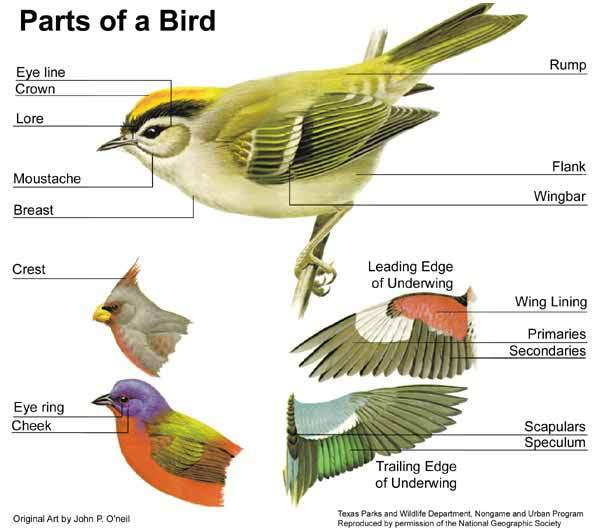 Parts of a Bird
Eye line
Crown
Lore
Moustache
Breast
Rump
Flank
Wingbar
Crest
Leading Edge
of Underwing
Wing Lining
Primaries
Secondaries
Eye ring
Cheek
Scapulars
Speculum
Trailing Edge
of Underwing
Original Art by John P. O'neil
Texas Parks and Wildlife Department, Nongame and Urban Program
Reproduced by permission of the National Geographic Society